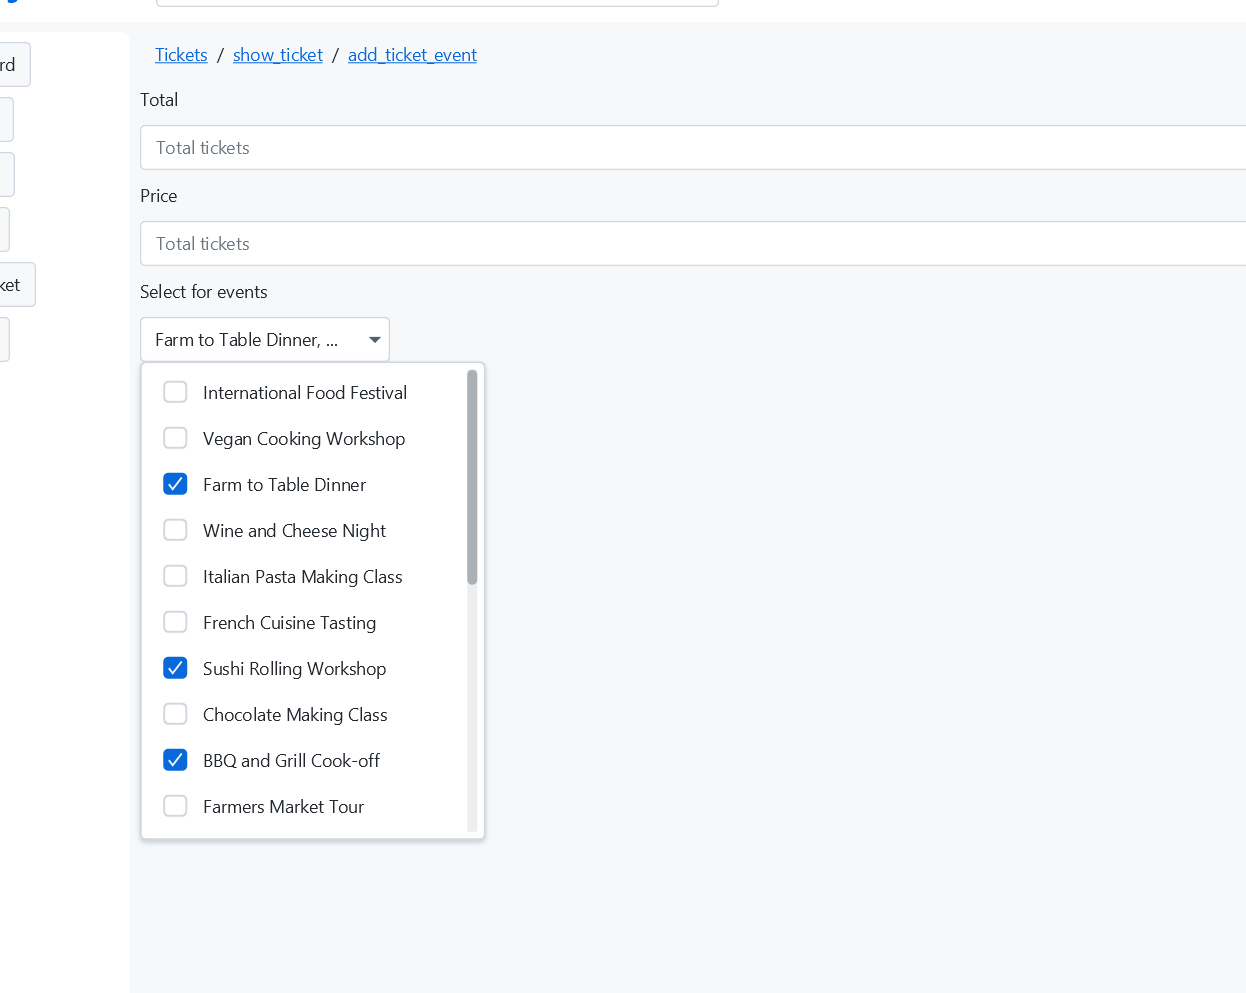 rd
ket
Tickets / show_ticket / add_ticket_event
Total
Total tickets
Price
Total tickets
Select for events
Farm to Table Dinner, ...
International Food Festival
Vegan Cooking Workshop
Farm to Table Dinner
Wine and Cheese Night
Italian Pasta Making Class
French Cuisine Tasting
Sushi Rolling Workshop
Chocolate Making Class
BBQ and Grill Cook-off
Farmers Market Tour